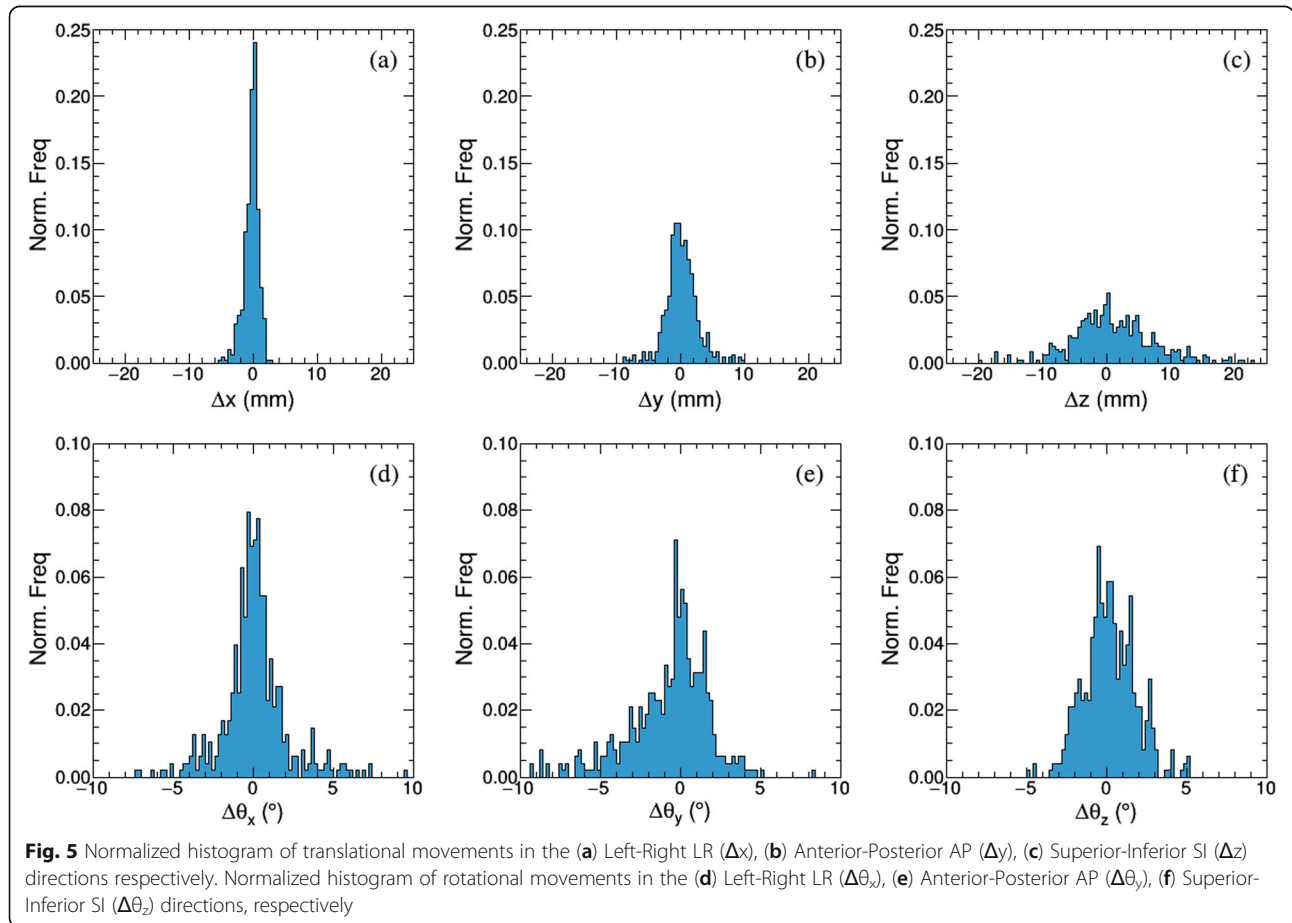 0.25
0.20
0.15
0.10
0.05
0.00
Norm. Freq
(a)
−20 −10 0 10 20
Δx (mm)
0.25
0.20
0.15
0.10
0.05
0.00
Norm. Freq
(b)
−20 −10 0 10 20
Δy (mm)
0.25
0.20
0.15
0.10
0.05
0.00
Norm. Freq
(c)
−20 −10 0 10 20
Δz (mm)
0.10
0.08
0.06
0.04
0.02
0.00
Norm. Freq
(d)
−10 −5 0 5 10
Δθx (°)
0.10
0.08
0.06
0.04
0.02
0.00
Norm. Freq
(e)
−10 −5 0 5 10
Δθy (°)
0.10
0.08
0.06
0.04
0.02
0.00
Norm. Freq
(f)
−10 −5 0 5 10
Δθz (°)
Fig. 5 Normalized histogram of translational movements in the (a) Left-Right LR (Δx), (b) Anterior-Posterior AP (Δy), (c) Superior-Inferior SI (Δz)
directions respectively. Normalized histogram of rotational movements in the (d) Left-Right LR (Δθx), (e) Anterior-Posterior AP (Δθy), (f) Superior-
Inferior SI (Δθz) directions, respectively